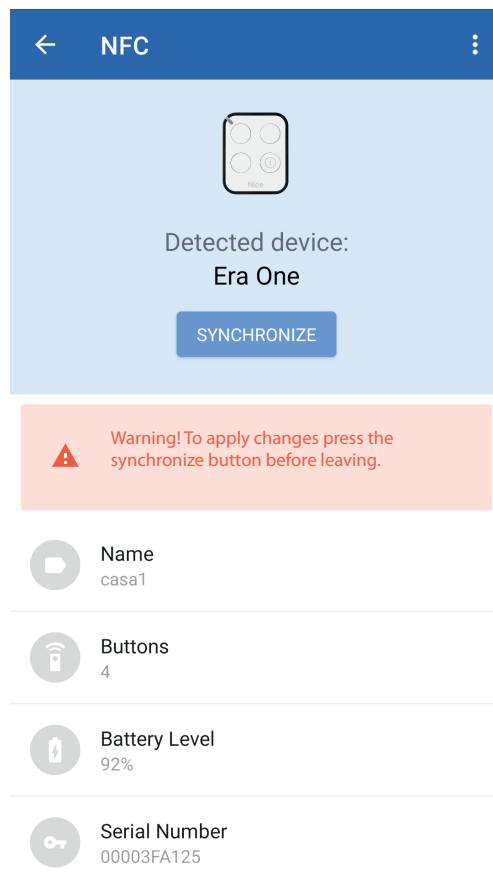 NFC
Nice
Detected device:
Era One
SYNCHRONIZE
Warning! To apply changes press the
synchronize button before leaving.
Name
casa1
Buttons
4
Battery Level
92%
Serial Number
00003FA125